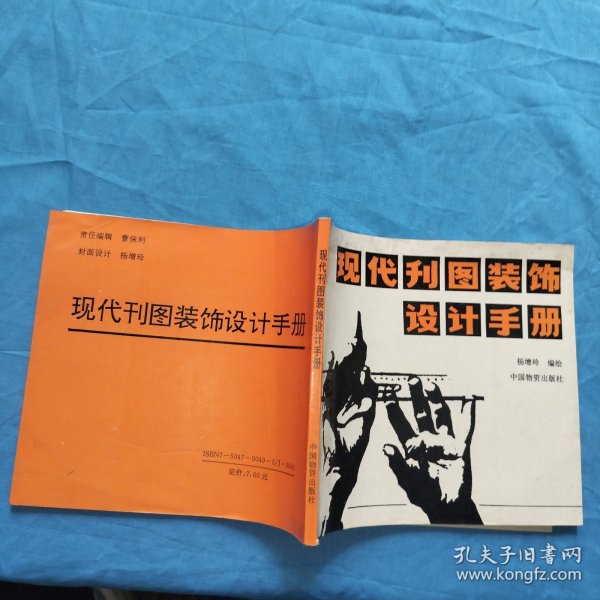 责任编辑 曹保利
封面设计 杨增玲
现代刊图装饰设计手册
ISBN7-5047-0049-5/J·
定价:7.00元
现代刊图装饰设计手册
中国物资出版社
现代刊图装饰
设计手册
杨增玲 编绘
中国物资出版社
孔夫子旧书网
www.kongfz.com